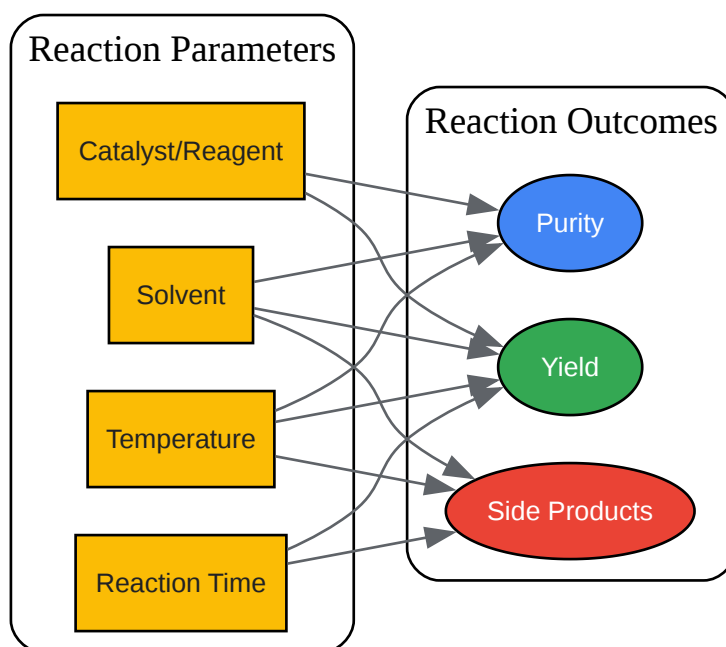 Reaction Parameters
Catalyst/Reagent
Solvent
Temperature
Reaction Time
Reaction Outcomes
Purity
Yield
Side Products